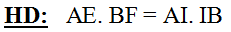 HD: AE. BF = AI. IB